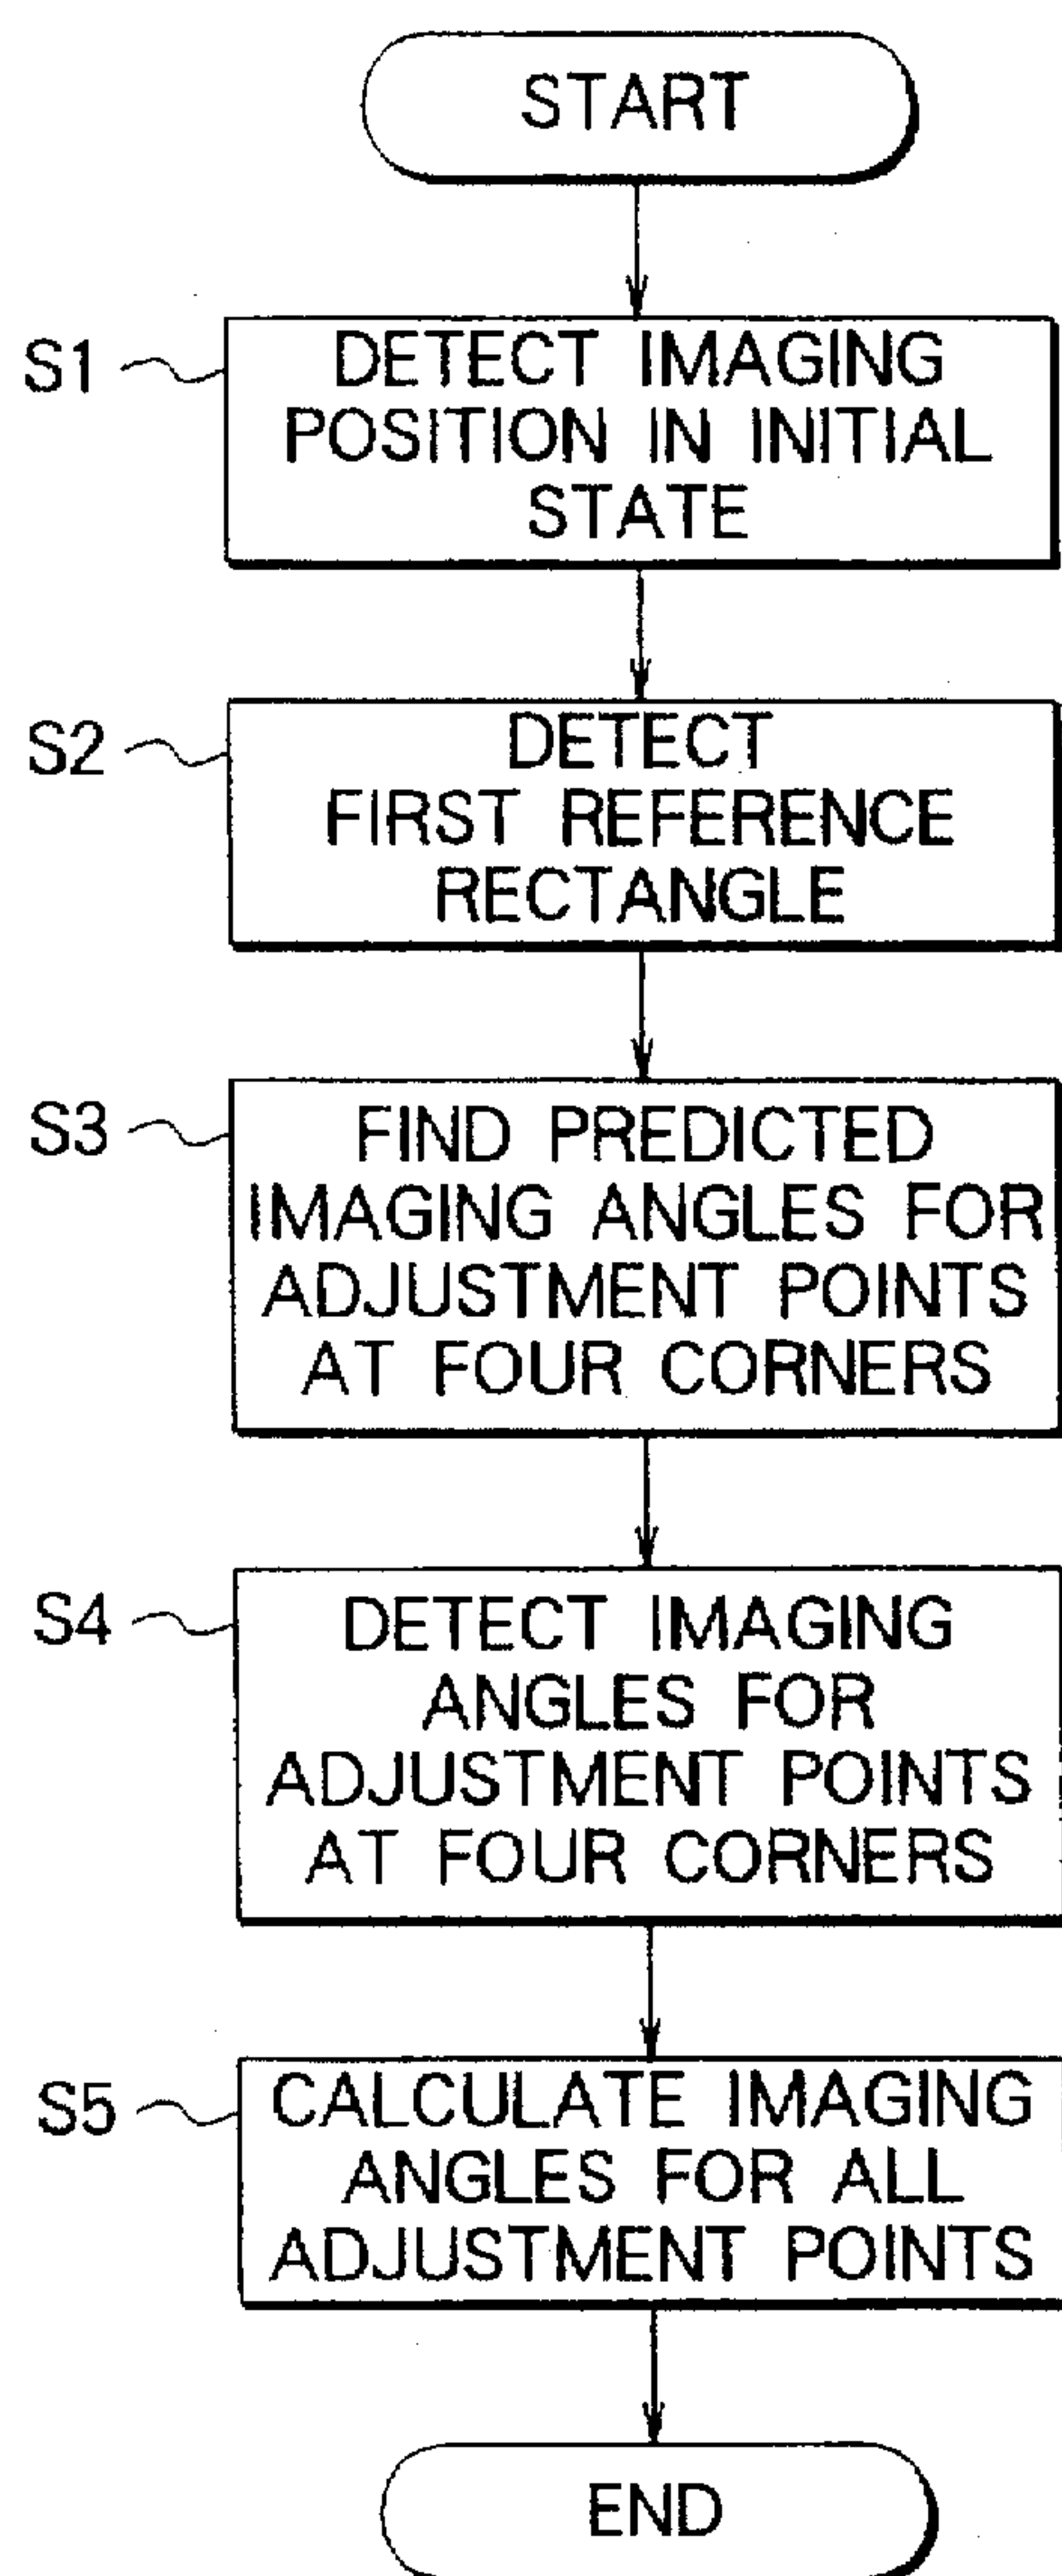 START
S1
DETECT IMAGING
POSITION IN INITIAL
STATE
S2
DETECT
FIRST REFERENCE
RECTANGLE
S3
FIND PREDICTED
IMAGING ANGLES FOR
ADJUSTMENT POINTS
AT FOUR CORNERS
S4
DETECT IMAGING
ANGLES FOR
ADJUSTMENT POINTS
AT FOUR CORNERS
S5
CALCULATE IMAGING
ANGLES FOR ALL
ADJUSTMENT POINTS
END